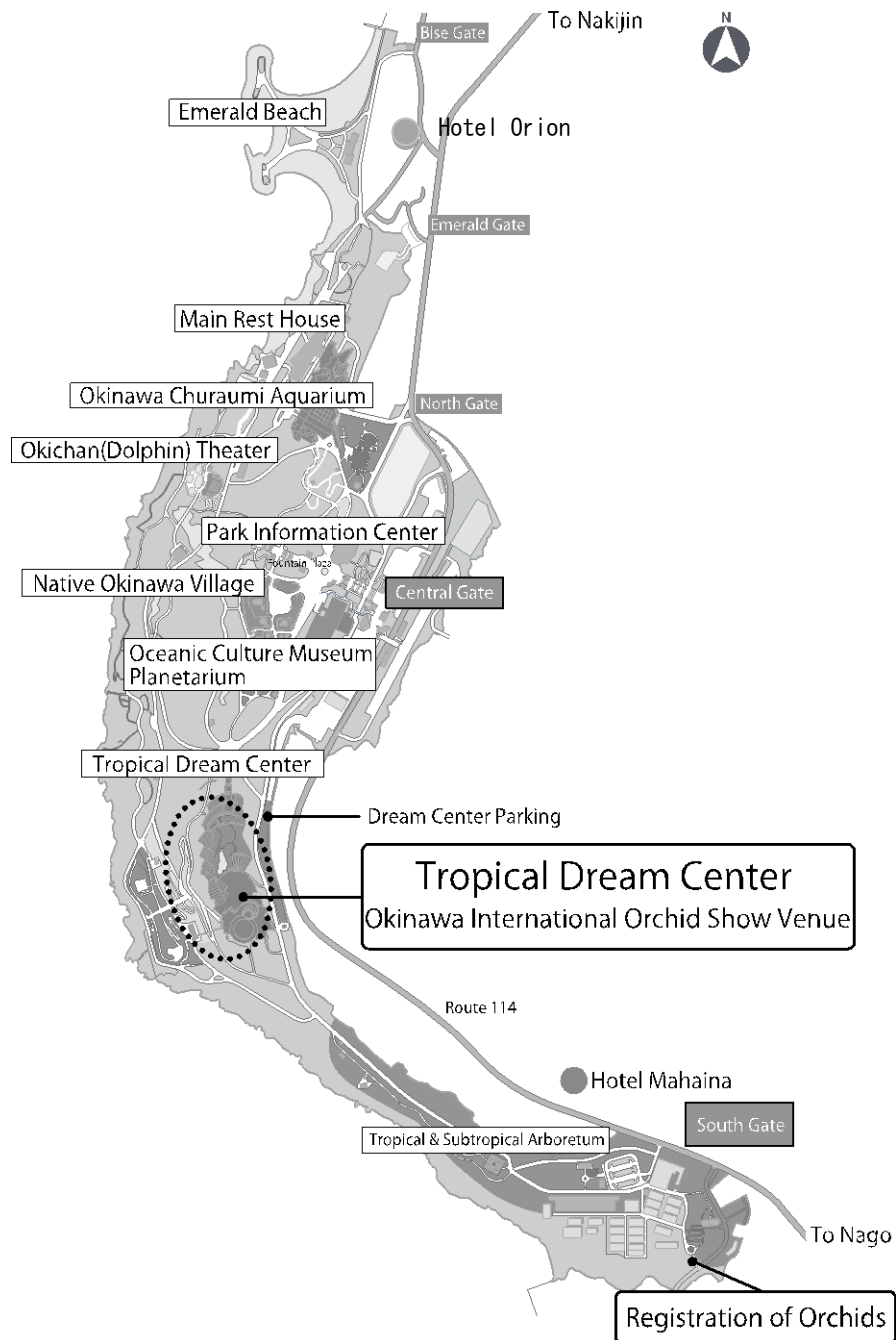 To Nakijin
N
Bise Gate
Emerald Beach
Hotel Orion
Emerald Gate
Main Rest House
Okinawa Churaumi Aquarium
North Gate
Okichan(Dolphin) Theater
Park Information Center
Fountain Plaza
Native Okinawa Village
Central Gate
Oceanic Culture Museum
Planetarium
Tropical Dream Center
Dream Center Parking
Tropical Dream Center
Okinawa International Orchid Show Venue
Route 114
Hotel Mahaina
South Gate
Tropical & Subtropical Arboretum
To Nago
Registration of Orchids